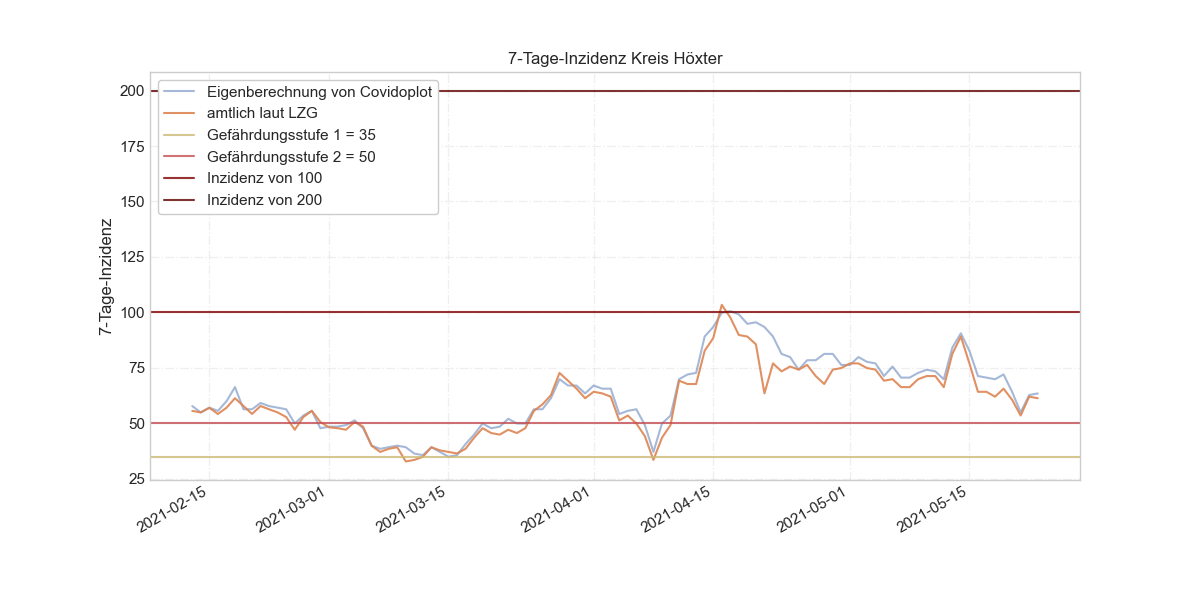 7-Tage-Inzidenz Kreis Höxter
Eigenberechnung von Covidoplot
amtlich laut LZG
Gefährdungsstufe 1 = 35
Gefährdungsstufe 2 = 50
Inzidenz von 100
Inzidenz von 200
7-Tage-Inzidenz
200
175
150
125
100
75
50
25
2021-02-15
2021-03-01
2021-03-15
2021-04-01
2021-04-15
2021-05-01
2021-05-15